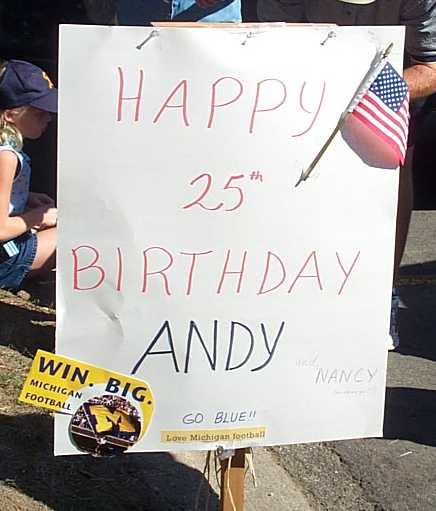 HAPPY
25th
BIRTHDAY
ANDY
and
NANCY
WIN. BIG.
MICHIGAN
FOOTBALL
GO BLUE!!
Love Michigan football